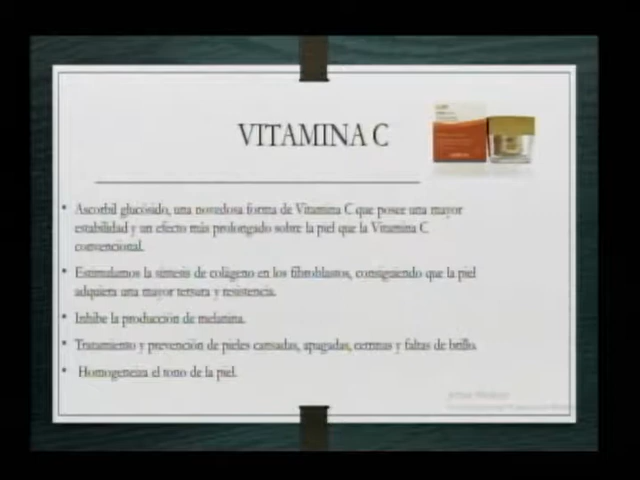 VITAMINA C
• Ascorbil glucósido, una novedosa forma de Vitamina C que posee una mayor
estabilidad y un efecto más prolongado sobre la piel que la Vitamina C
convencional.
• Estimulamos la síntesis de colágeno en los fibroblastos, consiguiendo que la piel
adquiera una mayor tersura y resistencia.
• Inhibe la producción de melanina.
• Tratamiento y prevención de pieles cansadas, apagadas, cetrinas y faltas de brillo.
• Homogeneiza el tono de la piel.